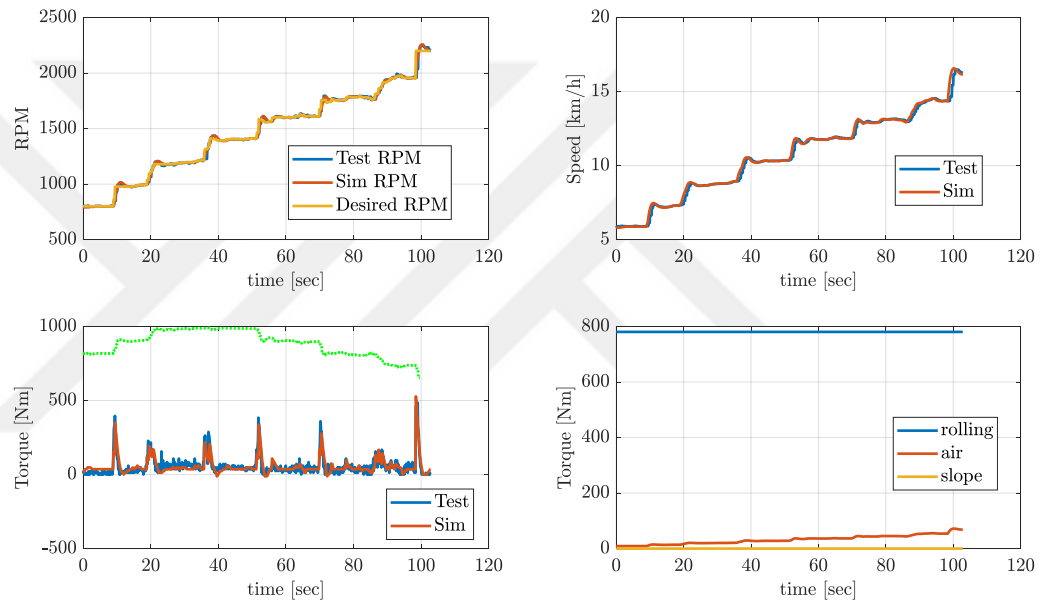 2500
2000
1500
1000
500
RPM
0
20
40
60
80
100
120
time [sec]
Test RPM
Sim RPM
Desired RPM
20
15
10
5
Speed [km/h]
0
20
40
60
80
100
120
time [sec]
Test
Sim
1000
500
0
-500
Torque [Nm]
0
20
40
60
80
100
120
time [sec]
Test
Sim
800
600
400
200
0
Torque [Nm]
0
20
40
60
80
100
120
time [sec]
rolling
air
slope